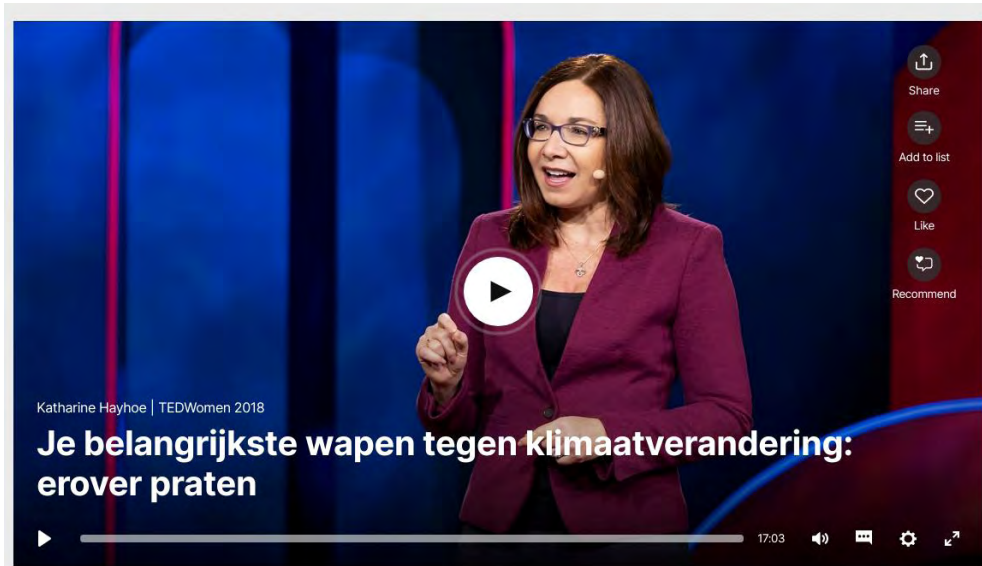 Share
Add to list
Like
Recommend
Katharine Hayhoe | TEDWomen 2018
Je belangrijkste wapen tegen klimaatverandering:
erover praten
17:03